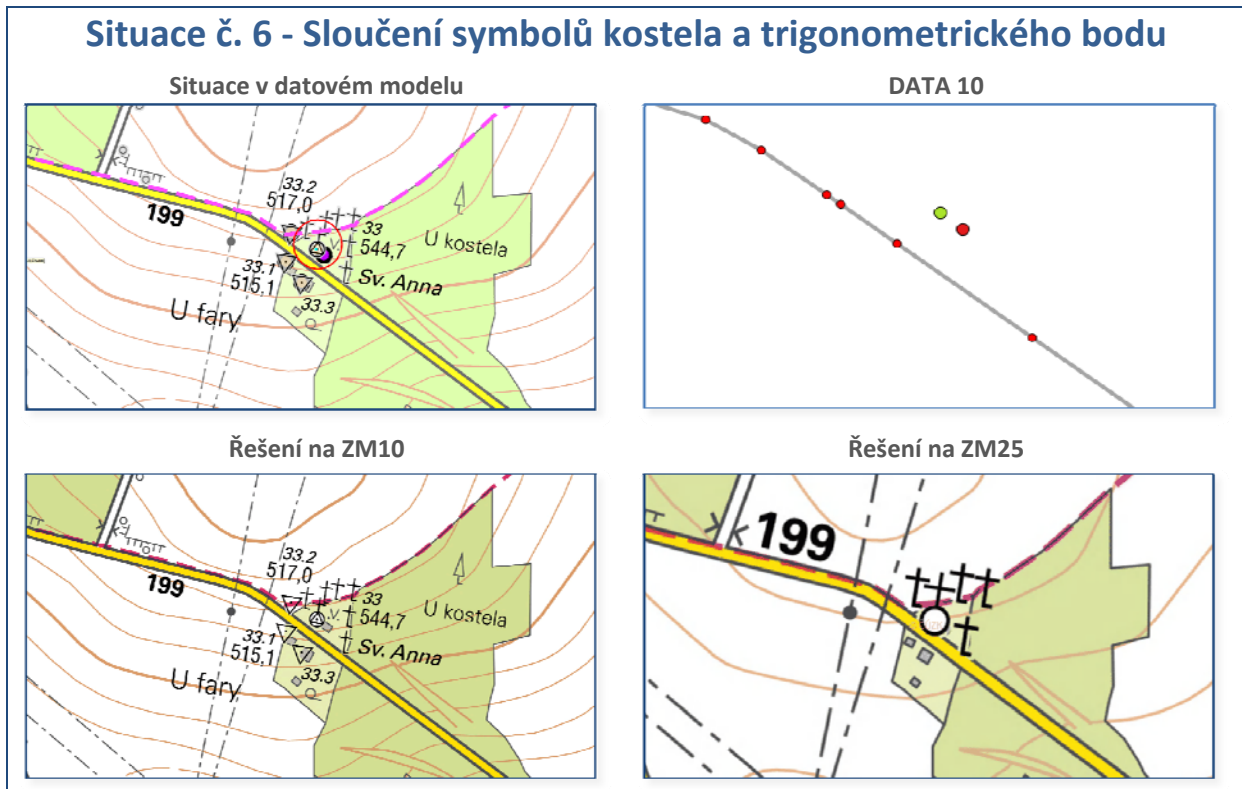 Situace č. 6 - Sloučení symbolů kostela a trigonometrického bodu
Situace v datovém modelu
DATA 10
33.2
517,0
199
33
544,7
U kostela
33.1
515,1
Sv. Anna
33.3
U fary
Řešení na ZM10
Řešení na ZM25
33.2
517,0
199
33
544,7
U kostela
33.1
515,1
Sv. Anna
33.3
U fary
199